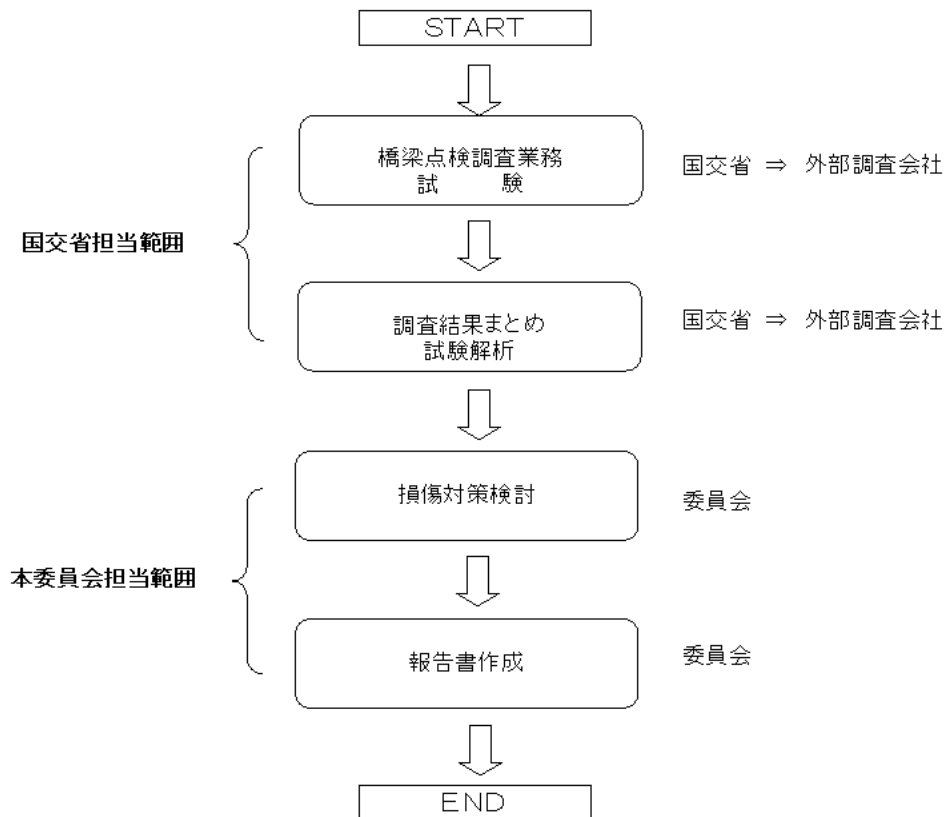 START
橋梁点検調査業務
試　　験
国交省 ⇒ 外部調査会社
国交省担当範囲
調査結果まとめ
試験解析
国交省 ⇒ 外部調査会社
損傷対策検討
委員会
本委員会担当範囲
報告書作成
委員会
END